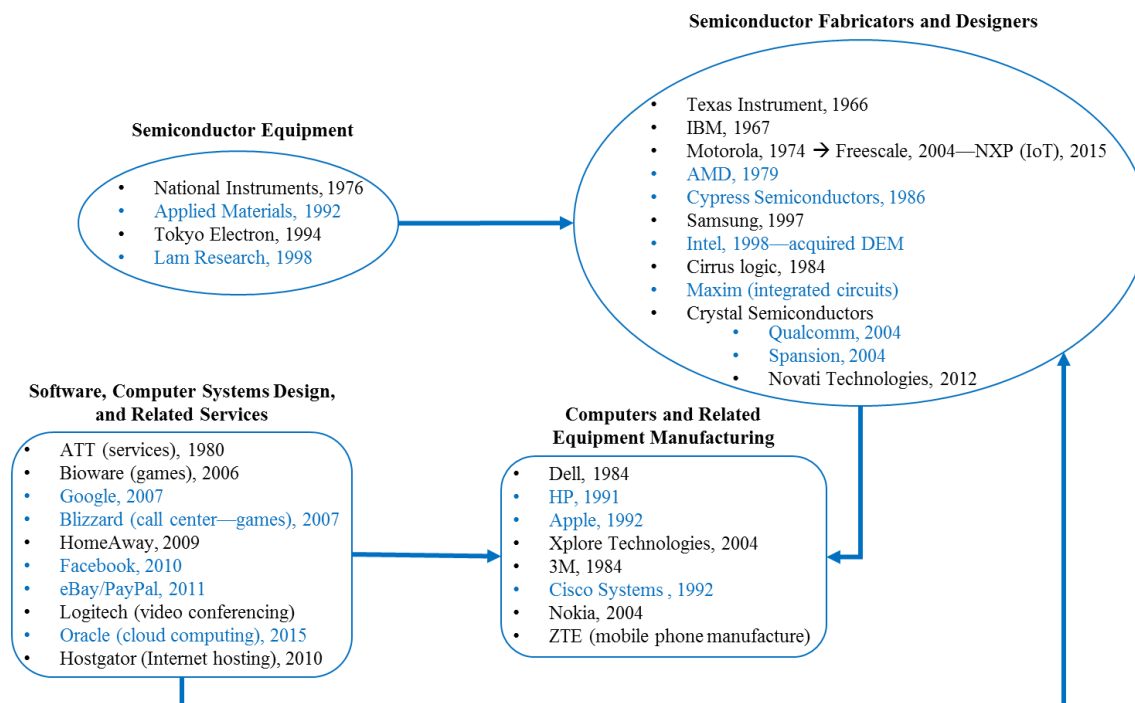 Semiconductor Fabricators and Designers
• Texas Instrument, 1966
• IBM, 1967
• Motorola, 1974 → Freescale, 2004—NXP (IoT), 2015
• AMD, 1979
• Cypress Semiconductors, 1986
• Samsung, 1997
• Intel, 1998—acquired DEM
• Cirrus logic, 1984
• Maxim (integrated circuits)
• Crystal Semiconductors
• Qualcomm, 2004
• Spansion, 2004
• Novati Technologies, 2012
Semiconductor Equipment
• National Instruments, 1976
• Applied Materials, 1992
• Tokyo Electron, 1994
• Lam Research, 1998
Software, Computer Systems Design,
and Related Services
• ATT (services), 1980
• Bioware (games), 2006
• Google, 2007
• Blizzard (call center—games), 2007
• HomeAway, 2009
• Facebook, 2010
• eBay/PayPal, 2011
• Logitech (video conferencing)
• Oracle (cloud computing), 2015
• Hostgator (Internet hosting), 2010
Computers and Related
Equipment Manufacturing
• Dell, 1984
• HP, 1991
• Apple, 1992
• Xplore Technologies, 2004
• 3M, 1984
• Cisco Systems , 1992
• Nokia, 2004
• ZTE (mobile phone manufacture)